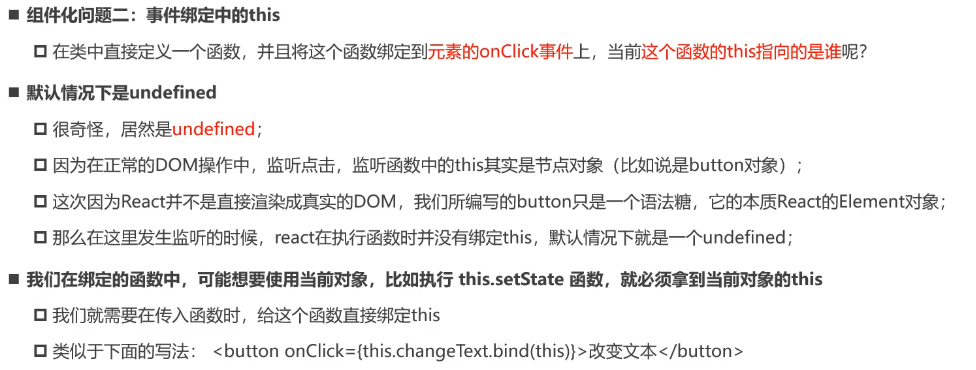 组件化问题二：事件绑定中的this
在类中直接定义一个函数，并且将这个函数绑定到元素的onClick事件上，当前这个函数的this指向的是谁呢？
默认情况下是undefined
很奇怪，居然是undefined；
因为在正常的DOM操作中，监听点击，监听函数中的this其实是节点对象（比如说是button对象）；
这次因为React并不是直接渲染成真实的DOM，我们所编写的button只是一个语法糖，它的本质React的Element对象；
那么在这里发生监听的时候，react在执行函数时并没有绑定this，默认情况下就是一个undefined；
我们在绑定的函数中，可能想要使用当前对象，比如执行 this.setState 函数，就必须拿到当前对象的this
我们就需要在传入函数时，给这个函数直接绑定this
类似于下面的写法： <button onClick={this.changeText.bind(this)}>改变文本</button>